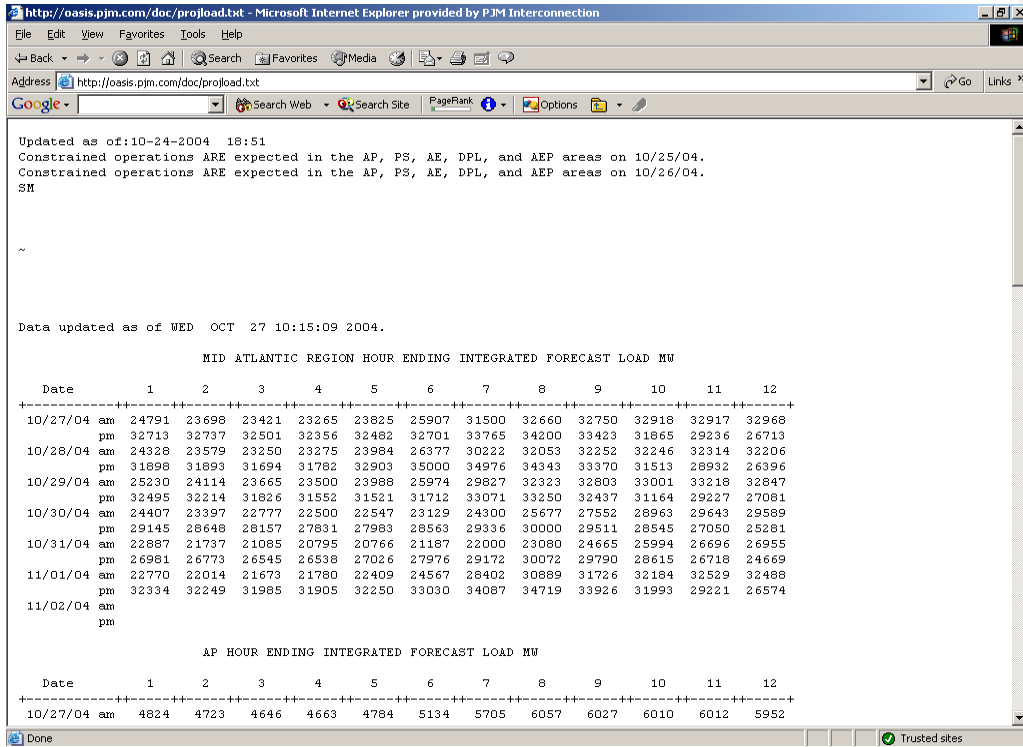 http://oasis.pjm.com/doc/projload.txt - Microsoft Internet Explorer provided by PJM Interconnection
File Edit View Favorites Tools Help
Back Search Favorites Media
Address http://oasis.pjm.com/doc/projload.txt Go Links »
Google Search Web Search Site PageRank Options
Updated as of:10-24-2004 18:51
Constrained operations ARE expected in the AP, PS, AE, DPL, and AEP areas on 10/25/04.
Constrained operations ARE expected in the AP, PS, AE, DPL, and AEP areas on 10/26/04.
SM
~
Data updated as of WED OCT 27 10:15:09 2004.
MID ATLANTIC REGION HOUR ENDING INTEGRATED FORECAST LOAD MW
Date 1 2 3 4 5 6 7 8 9 10 11 12
+-------------++-----++-----++-----++-----++-----++-----++-----++-----++-----++-----++-----++-----+
10/27/04 am 24791 23698 23421 23265 23825 25907 31500 32660 32750 32918 32917 32968
pm 32713 32737 32501 32356 32482 32701 33765 34200 33423 31865 29236 26713
10/28/04 am 24328 23579 23250 23275 23984 26377 30222 32053 32252 32246 32314 32206
pm 31898 31893 31694 31782 32903 35000 34976 34343 33370 31513 28932 26396
10/29/04 am 25230 24114 23665 23500 23988 25974 29827 32323 32803 33001 33218 32847
pm 32495 32214 31826 31552 31521 31712 33071 33250 32437 31164 29227 27081
10/30/04 am 24407 23397 22777 22500 22547 23129 24300 25677 27552 28963 29643 29589
pm 29145 28648 28157 27831 27983 28563 29336 30000 29511 28545 27050 25281
10/31/04 am 22887 21737 21085 20795 20766 21187 22000 23080 24665 25994 26696 26955
pm 26981 26773 26545 26538 27026 27976 29172 30072 29790 28615 26718 24669
11/01/04 am 22770 22014 21673 21780 22409 24567 28402 30889 31726 32184 32529 32488
pm 32334 32249 31985 31905 32250 33030 34087 34719 33926 31993 29221 26574
11/02/04 am
pm
AP HOUR ENDING INTEGRATED FORECAST LOAD MW
Date 1 2 3 4 5 6 7 8 9 10 11 12
+-------------++-----++-----++-----++-----++-----++-----++-----++-----++-----++-----++-----++-----+
10/27/04 am 4824 4723 4646 4663 4784 5134 5705 6057 6027 6010 6012 5952
Done Trusted sites